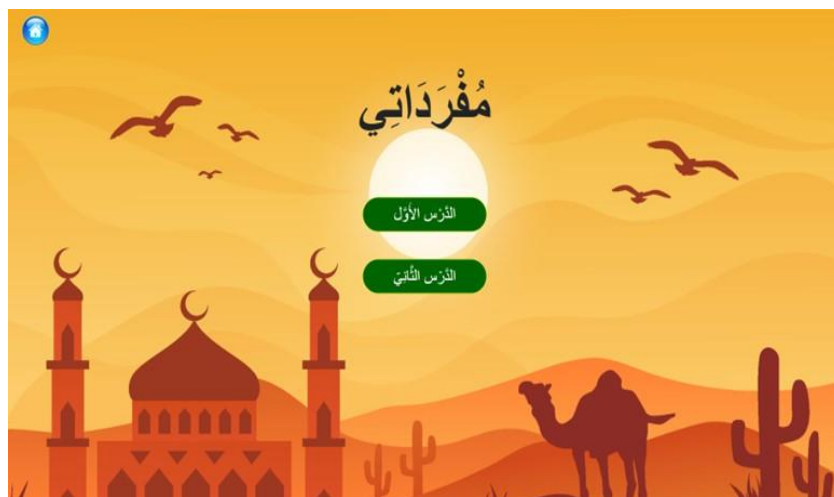 مُفْرَدَاتِي
الدَّرْس الأَوَّل
الدَّرْس الثَّانِيّ